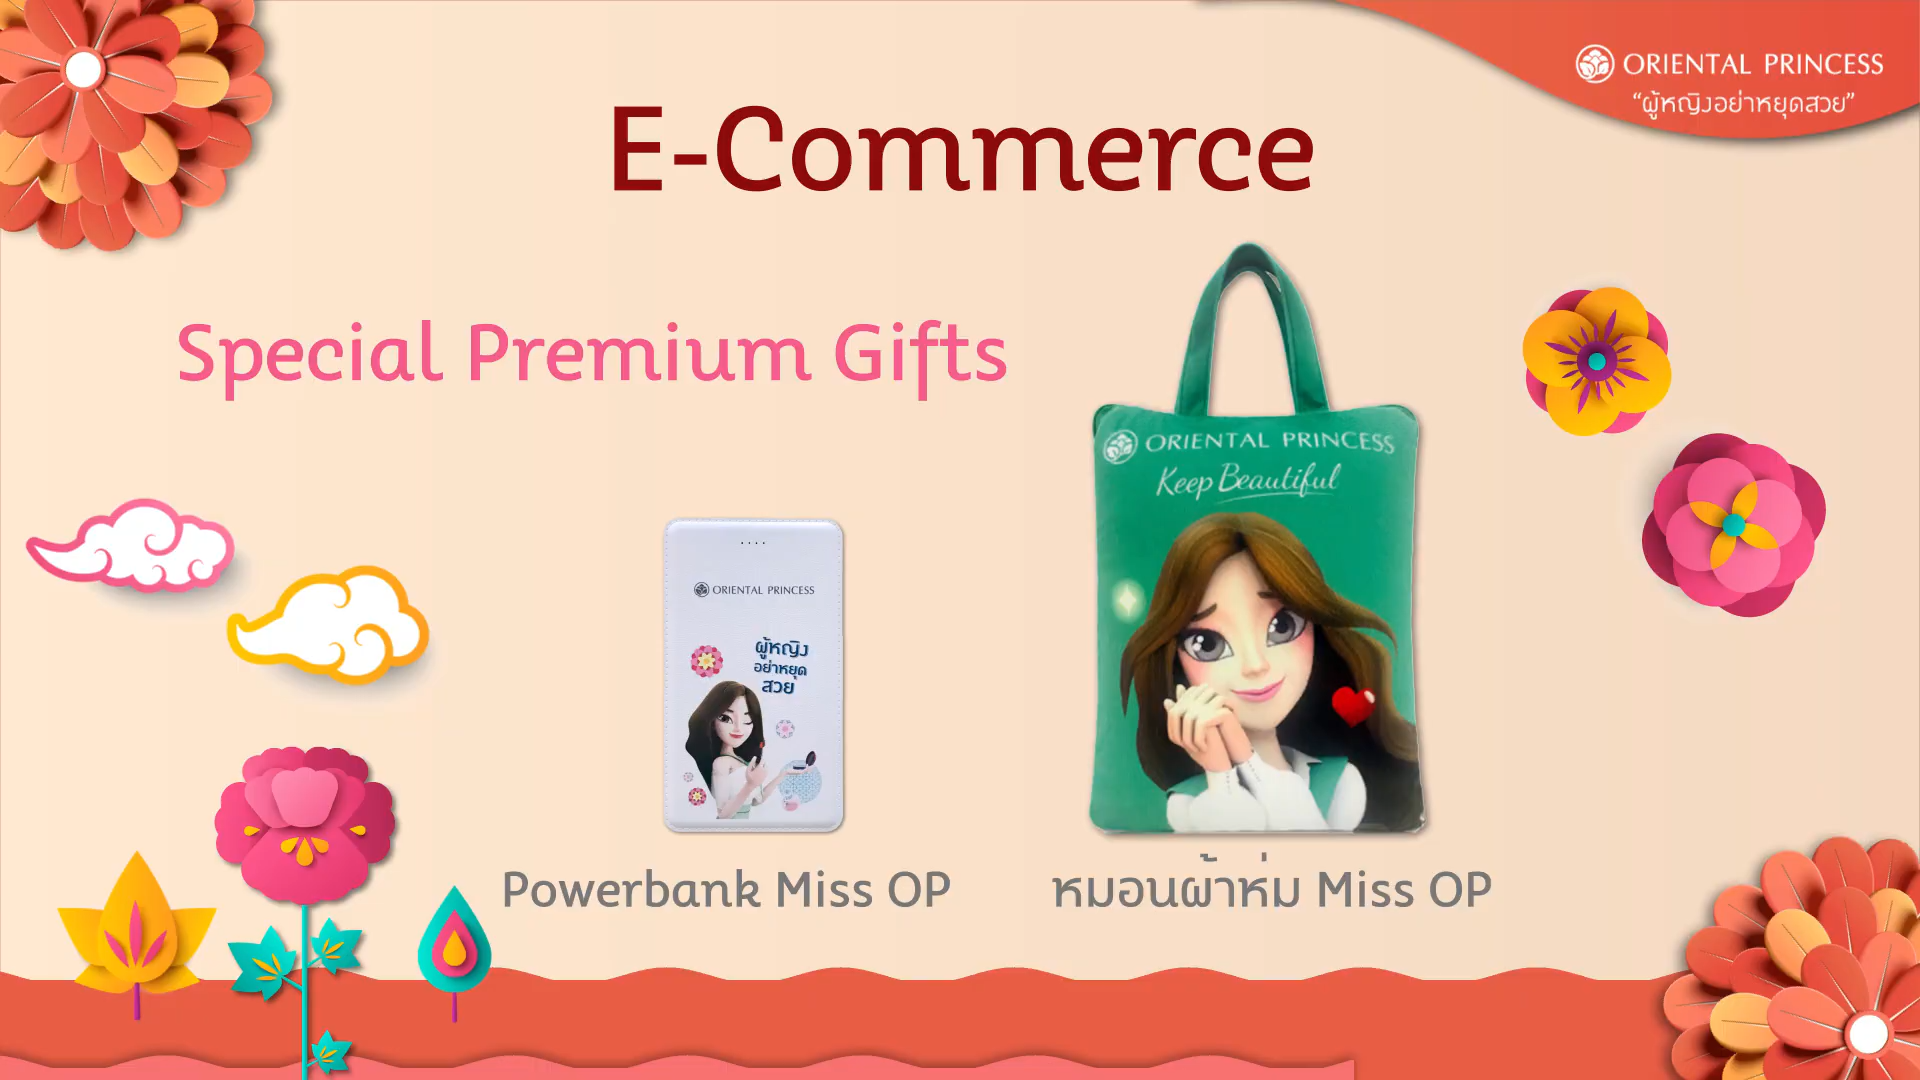 ORIENTAL PRINCESS
“ผู้หญิงอย่าหยุดสวย”
E-Commerce
Special Premium Gifts
ORIENTAL PRINCESS
Keep Beautiful
ORIENTAL PRINCESS
ผู้หญิง
อย่าหยุด
สวย
Powerbank Miss OP
หมอนผ้าห่ม Miss OP